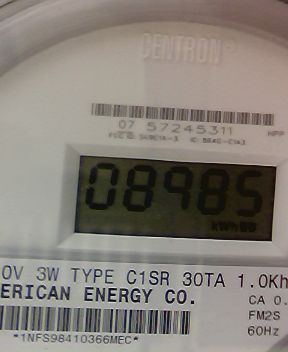 CENTRON®
07 57245311
HPP
08985
kWh
0V 3W TYPE C1SR 30TA 1.0Kh
ERICAN ENERGY CO.
CA 0.
FM2S
60Hz
*1NFS98410366MEC*